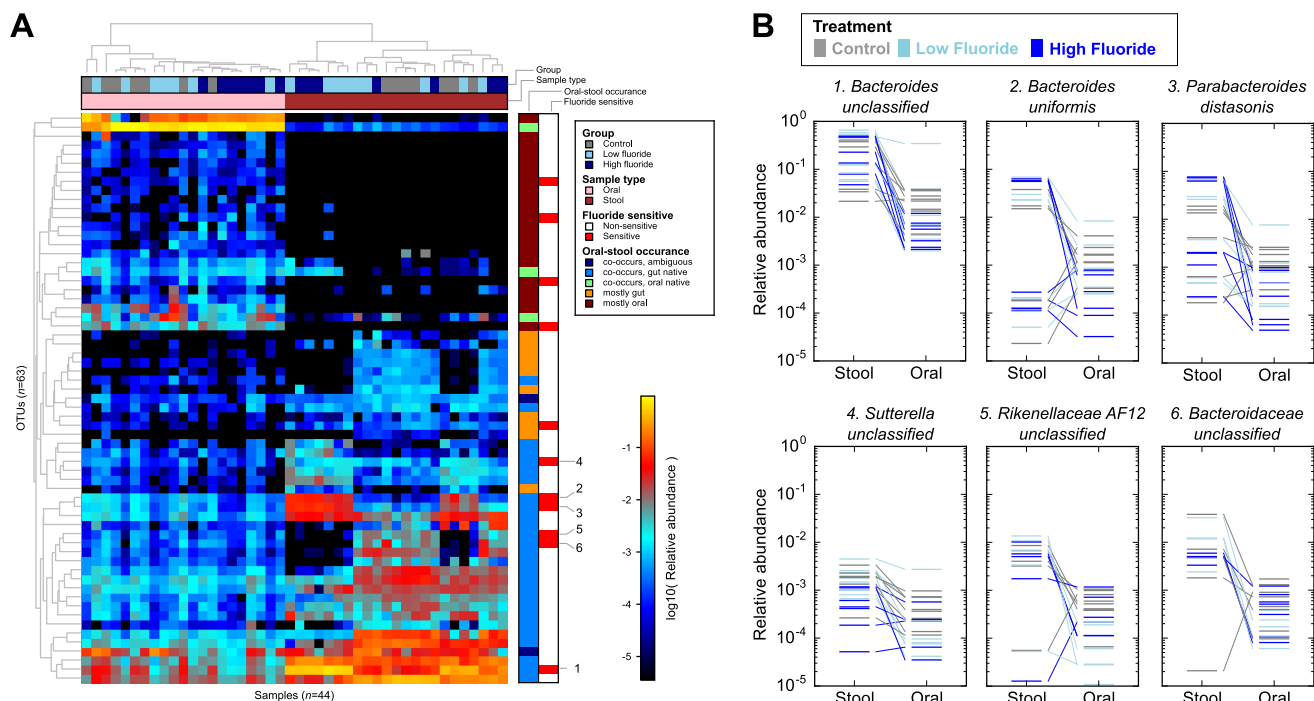 A
Group
Sample type
Oral-stool occurance
Fluoride sensitive
Group
Control
Low fluoride
High fluoride
Sample type
Oral
Stool
Fluoride sensitive
Non-sensitive
Sensitive
Oral-stool occurance
co-occurs, ambiguous
co-occurs, gut native
co-occurs, oral native
mostly gut
mostly oral
OTUs (n=63)
4
2
3
5
6
1
-1
-2
-3
-4
-5
log10( Relative abundance )
Samples (n=44)
B
Treatment
Control Low Fluoride High Fluoride
1. Bacteroides
unclassified
2. Bacteroides
uniformis
3. Parabacteroides
distasonis
Relative abundance
10^0
10^-1
10^-2
10^-3
10^-4
10^-5
Stool Oral
Stool Oral
Stool Oral
4. Sutterella
unclassified
5. Rikenellaceae AF12
unclassified
6. Bacteroidaceae
unclassified
Relative abundance
10^0
10^-1
10^-2
10^-3
10^-4
10^-5
Stool Oral
Stool Oral
Stool Oral